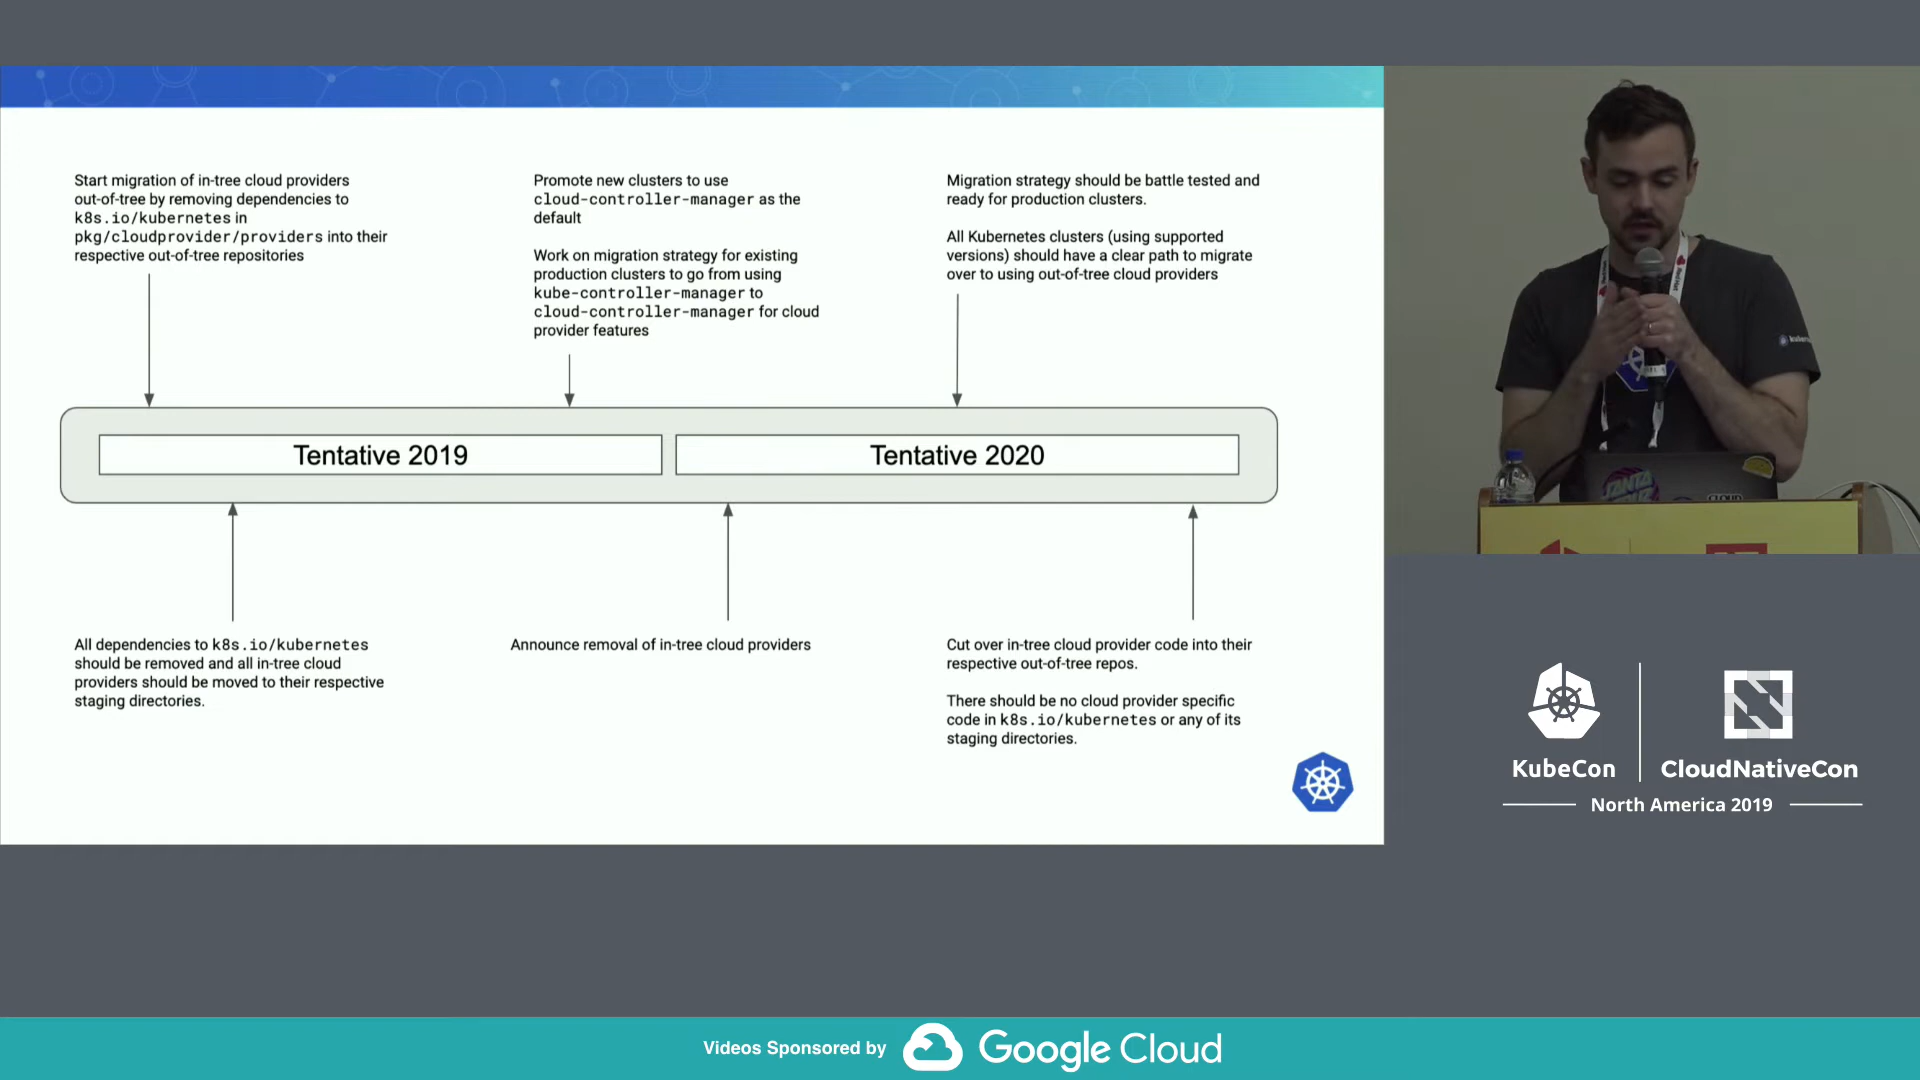 Start migration of in-tree cloud providers
out-of-tree by removing dependencies to
k8s.io/kubernetes in
pkg/cloudprovider/providers into their
respective out-of-tree repositories
Promote new clusters to use
cloud-controller-manager as the
default
Work on migration strategy for existing
production clusters to go from using
kube-controller-manager to
cloud-controller-manager for cloud
provider features
Migration strategy should be battle tested and
ready for production clusters.
All Kubernetes clusters (using supported
versions) should have a clear path to migrate
over to using out-of-tree cloud providers
Tentative 2019
Tentative 2020
All dependencies to k8s.io/kubernetes
should be removed and all in-tree cloud
providers should be moved to their respective
staging directories.
Announce removal of in-tree cloud providers
Cut over in-tree cloud provider code into their
respective out-of-tree repos.
There should be no cloud provider specific
code in k8s.io/kubernetes or any of its
staging directories.
SANTA
CLOUD
KubeCon
CloudNativeCon
North America 2019
Videos Sponsored by
Google Cloud